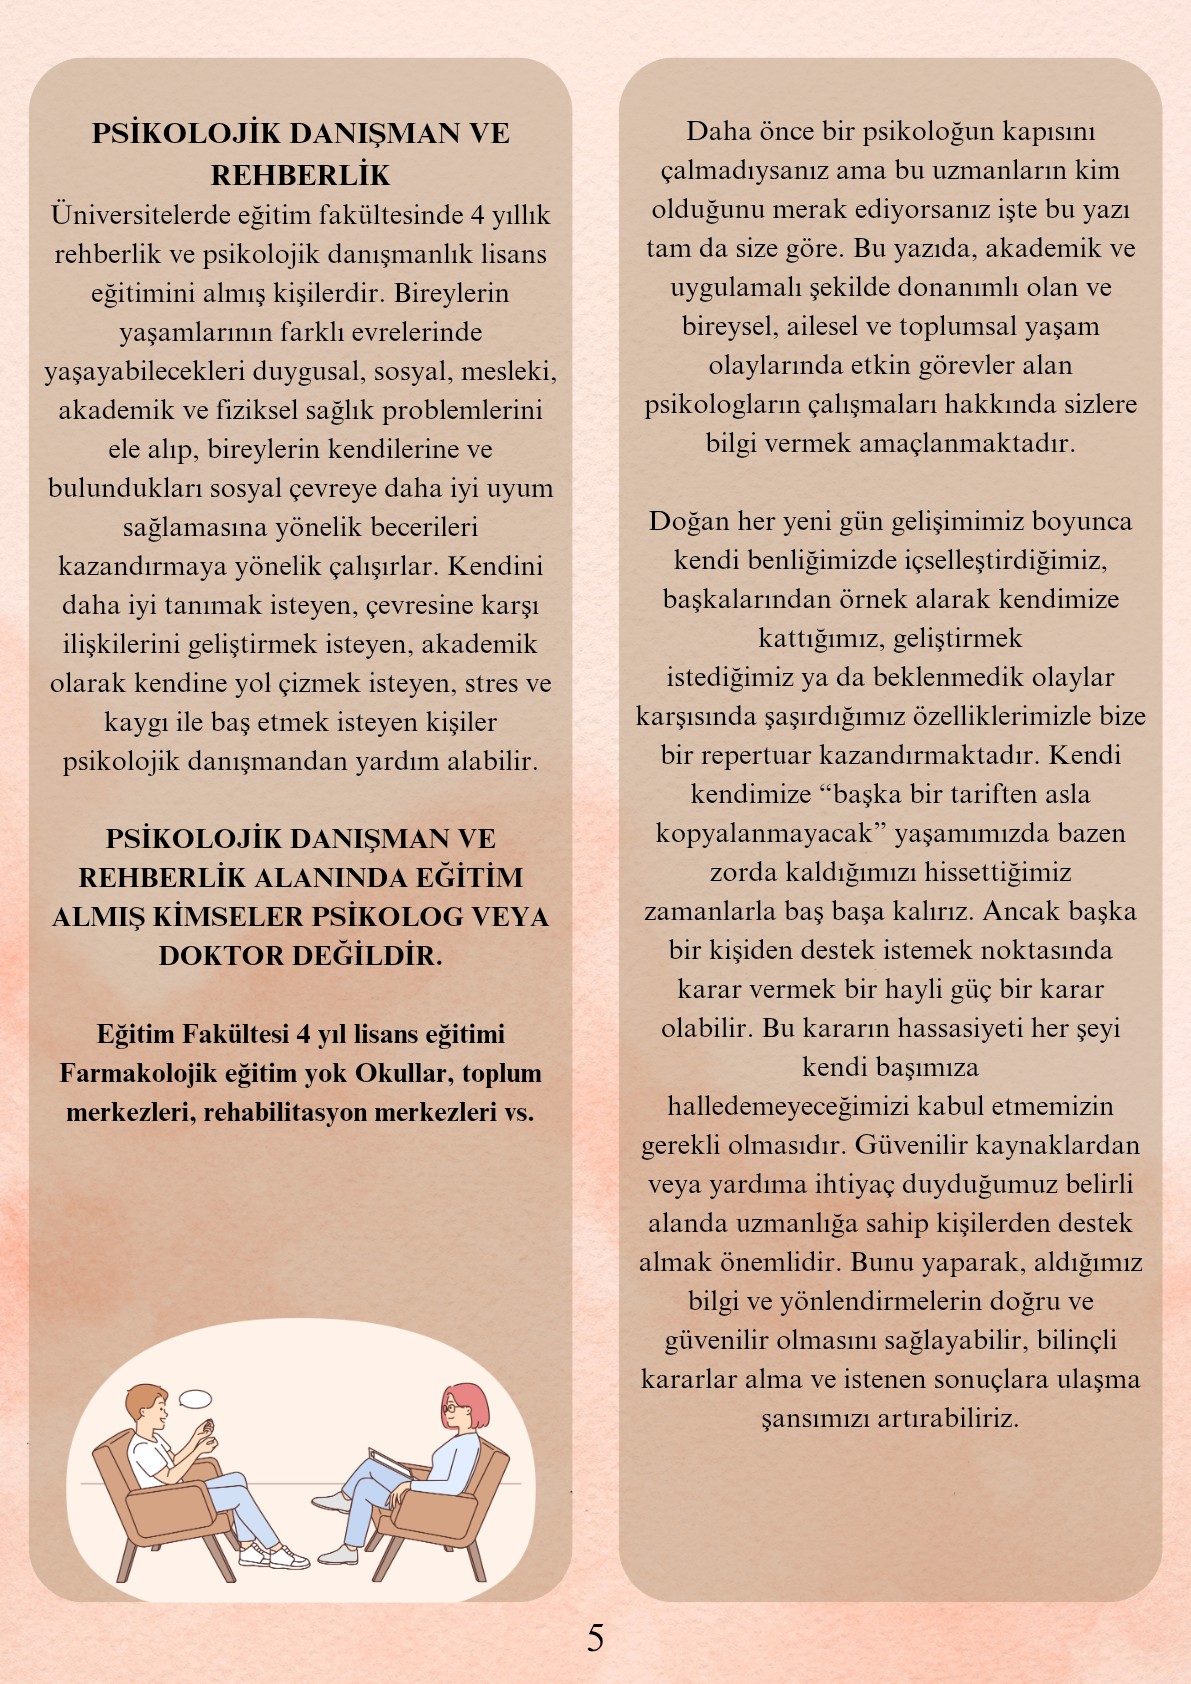 PSİKOLOJİK DANIŞMAN VE
REHBERLİK
Üniversitelerde eğitim fakültesinde 4 yıllık
rehberlik ve psikolojik danışmanlık lisans
eğitimini almış kişilerdir. Bireylerin
yaşamlarının farklı evrelerinde
yaşayabilecekleri duygusal, sosyal, mesleki,
akademik ve fiziksel sağlık problemlerini
ele alıp, bireylerin kendilerine ve
bulundukları sosyal çevreye daha iyi uyum
sağlamasına yönelik becerileri
kazandırmaya yönelik çalışırlar. Kendini
daha iyi tanımak isteyen, çevresine karşı
ilişkilerini geliştirmek isteyen, akademik
olarak kendine yol çizmek isteyen, stres ve
kaygı ile baş etmek isteyen kişiler
psikolojik danışmandan yardım alabilir.
PSİKOLOJİK DANIŞMAN VE
REHBERLİK ALANINDA EĞİTİM
ALMIŞ KİMSELER PSİKOLOG VEYA
DOKTOR DEĞİLDİR.
Eğitim Fakültesi 4 yıl lisans eğitimi
Farmakolojik eğitim yok Okullar, toplum
merkezleri, rehabilitasyon merkezleri vs.
Daha önce bir psikoloğun kapısını
çalmadıysanız ama bu uzmanların kim
olduğunu merak ediyorsanız işte bu yazı
tam da size göre. Bu yazıda, akademik ve
uygulamalı şekilde donanımlı olan ve
bireysel, ailesel ve toplumsal yaşam
olaylarında etkin görevler alan
psikologların çalışmaları hakkında sizlere
bilgi vermek amaçlanmaktadır.
Doğan her yeni gün gelişimimiz boyunca
kendi benliğimizde içselleştirdiğimiz,
başkalarından örnek alarak kendimize
kattığımız, geliştirmek
istediğimiz ya da beklenmedik olaylar
karşısında şaşırdığımız özelliklerimizle bize
bir repertuar kazandırmaktadır. Kendi
kendimize “başka bir tariften asla
kopyalanmayacak” yaşamımızda bazen
zorda kaldığımızı hissettiğimiz
zamanlarla baş başa kalırız. Ancak başka
bir kişiden destek istemek noktasında
karar vermek bir hayli güç bir karar
olabilir. Bu kararın hassasiyeti her şeyi
kendi başımıza
halledemeyeceğimizi kabul etmemizin
gerekli olmasıdır. Güvenilir kaynaklardan
veya yardıma ihtiyaç duyduğumuz belirli
alanda uzmanlığa sahip kişilerden destek
almak önemlidir. Bunu yaparak, aldığımız
bilgi ve yönlendirmelerin doğru ve
güvenilir olmasını sağlayabilir, bilinçli
kararlar alma ve istenen sonuçlara ulaşma
şansımızı artırabiliriz.
5